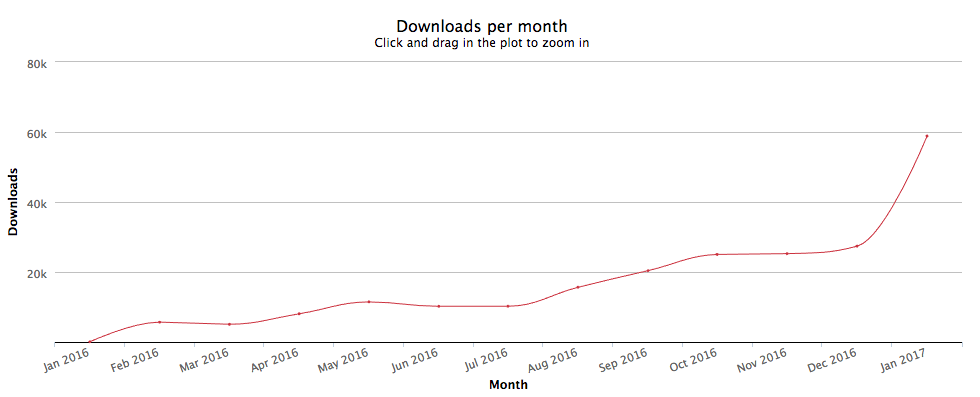 Downloads per month
Click and drag in the plot to zoom in
80k
60k
40k
20k
Downloads
Jan 2016
Feb 2016
Mar 2016
Apr 2016
May 2016
Jun 2016
Jul 2016
Aug 2016
Sep 2016
Oct 2016
Nov 2016
Dec 2016
Jan 2017
Month